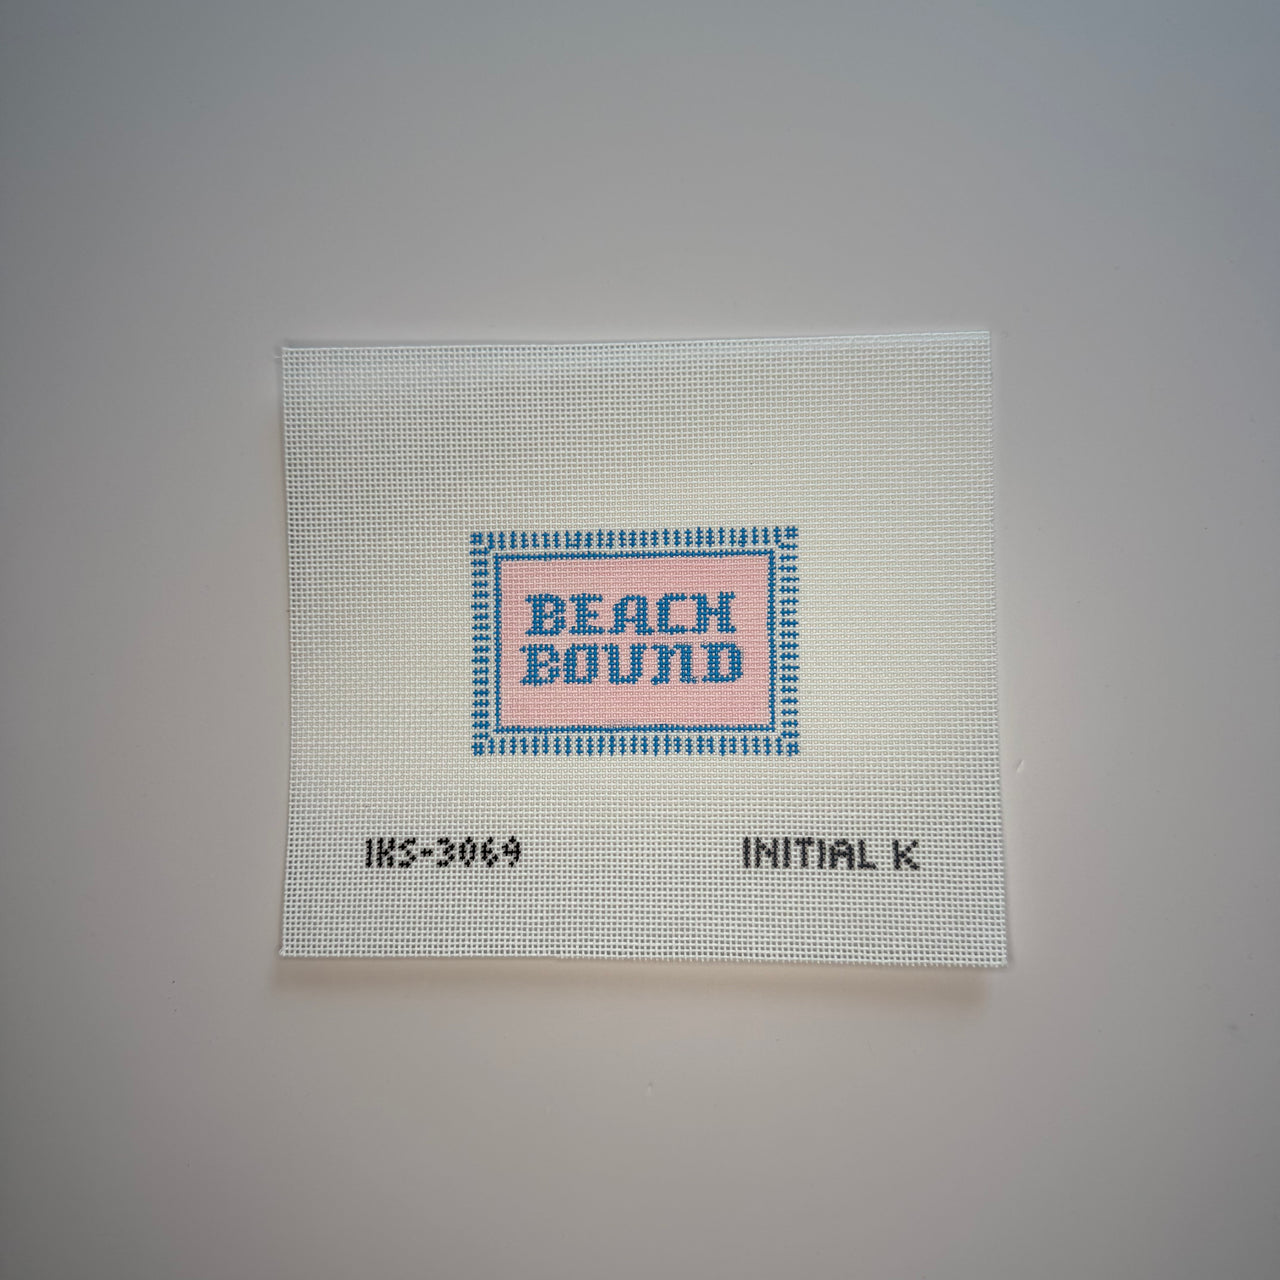 BEACH
BOUND
IKS-3069 INITIAL K